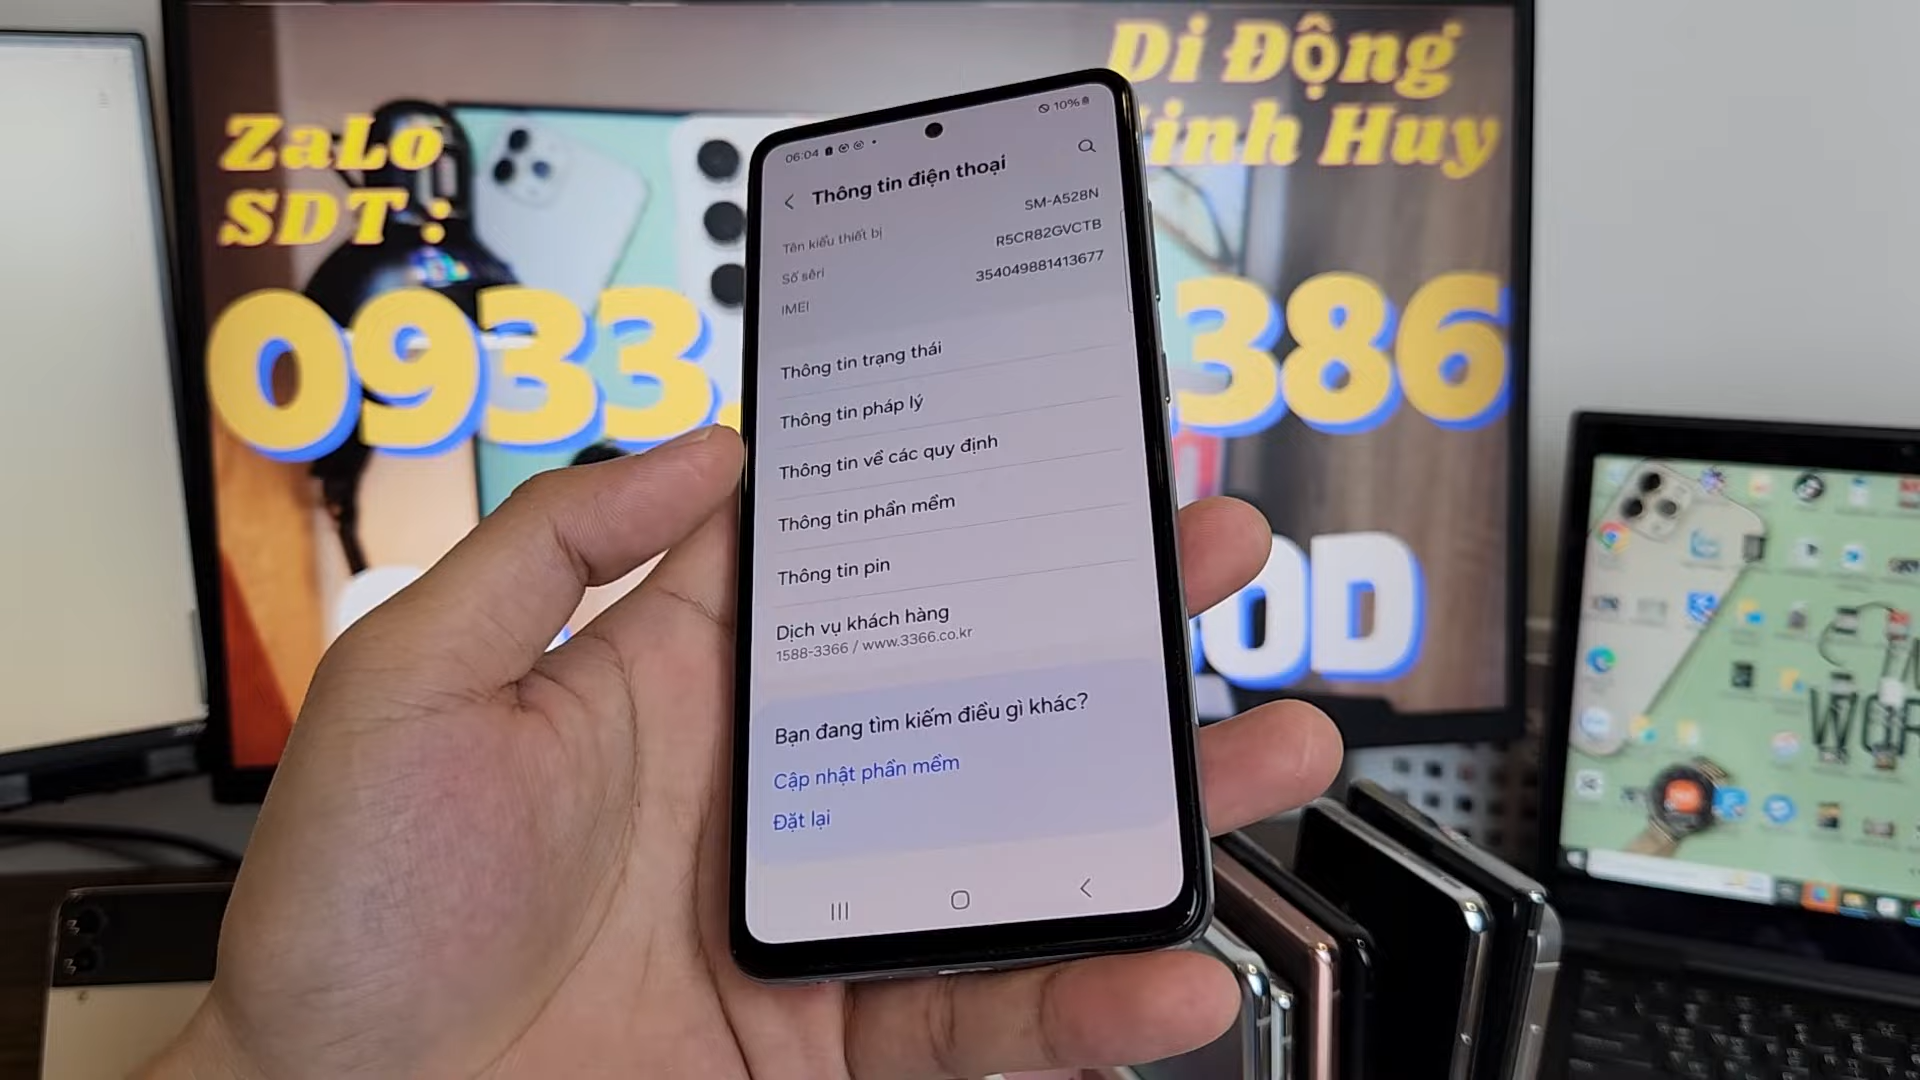 Di Động
ZaLo
inh Huy
SDT :
0933.
386
OD
06:04
10%
Thông tin điện thoại
Tên kiểu thiết bị
SM-A528N
Số sêri
R5CR82GVCTB
IMEI
354049881413677
Thông tin trạng thái
Thông tin pháp lý
Thông tin về các quy định
Thông tin phần mềm
Thông tin pin
Dịch vụ khách hàng
1588-3366 / www.3366.co.kr
Bạn đang tìm kiếm điều gì khác?
Cập nhật phần mềm
Đặt lại